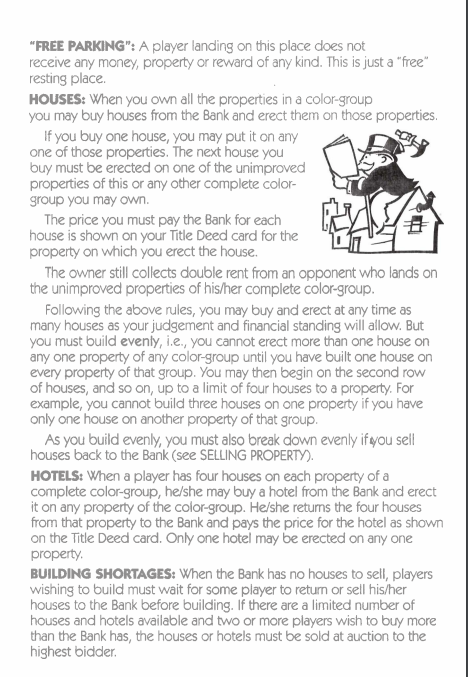 "FREE PARKING": A player landing on this place does not
receive any money, property or reward of any kind. This is just a "free"
resting place.
HOUSES: When you own all the properties in a color-group
you may buy houses from the Bank and erect them on those properties.
If you buy one house, you may put it on any
one of those properties. The next house you
buy must be erected on one of the unimproved
properties of this or any other complete color-
group you may own.
The price you must pay the Bank for each
house is shown on your Title Deed card for the
property on which you erect the house.
The owner still collects double rent from an opponent who lands on
the unimproved properties of his/her complete color-group.
Following the above rules, you may buy and erect at any time as
many houses as your judgement and financial standing will allow. But
you must build evenly, i.e., you cannot erect more than one house on
any one property of any color-group until you have built one house on
every property of that group. You may then begin on the second row
of houses, and so on, up to a limit of four houses to a property. For
example, you cannot build three houses on one property if you have
only one house on another property of that group.
As you build evenly, you must also break down evenly if you sell
houses back to the Bank (see SELLING PROPERTY).
HOTELS: When a player has four houses on each property of a
complete color-group, he/she may buy a hotel from the Bank and erect
it on any property of the color-group. He/she returns the four houses
from that property to the Bank and pays the price for the hotel as shown
on the Title Deed card. Only one hotel may be erected on any one
property.
BUILDING SHORTAGES: When the Bank has no houses to sell, players
wishing to build must wait for some player to return or sell his/her
houses to the Bank before building. If there are a limited number of
houses and hotels available and two or more players wish to buy more
than the Bank has, the houses or hotels must be sold at auction to the
highest bidder.